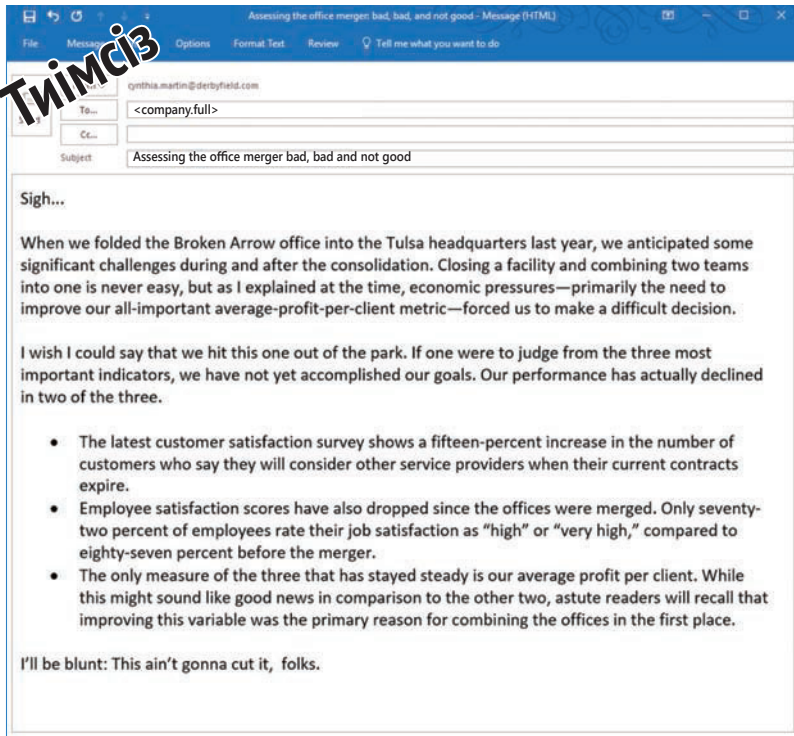 Assessing the office merger: bad, bad, and not good - Message (HTML)
File Message Options Format Text Review Tell me what you want to do
Тиімсіз
cynthia.martin@derbyfield.com
To... <company.full>
Cc...
Subject Assessing the office merger bad, bad and not good
Sigh...
When we folded the Broken Arrow office into the Tulsa headquarters last year, we anticipated some
significant challenges during and after the consolidation. Closing a facility and combining two teams
into one is never easy, but as I explained at the time, economic pressures—primarily the need to
improve our all-important average-profit-per-client metric—forced us to make a difficult decision.
I wish I could say that we hit this one out of the park. If one were to judge from the three most
important indicators, we have not yet accomplished our goals. Our performance has actually declined
in two of the three.
• The latest customer satisfaction survey shows a fifteen-percent increase in the number of
customers who say they will consider other service providers when their current contracts
expire.
• Employee satisfaction scores have also dropped since the offices were merged. Only seventy-
two percent of employees rate their job satisfaction as “high” or “very high,” compared to
eighty-seven percent before the merger.
• The only measure of the three that has stayed steady is our average profit per client. While
this might sound like good news in comparison to the other two, astute readers will recall that
improving this variable was the primary reason for combining the offices in the first place.
I’ll be blunt: This ain’t gonna cut it, folks.